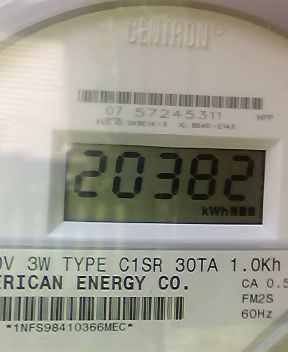 CENTRON®
07 57245311
20382
kWh
V 3W TYPE C1SR 30TA 1.0Kh
ERICAN ENERGY CO. CA 0.5
FM2S
*1NFS98410366MEC* 60Hz